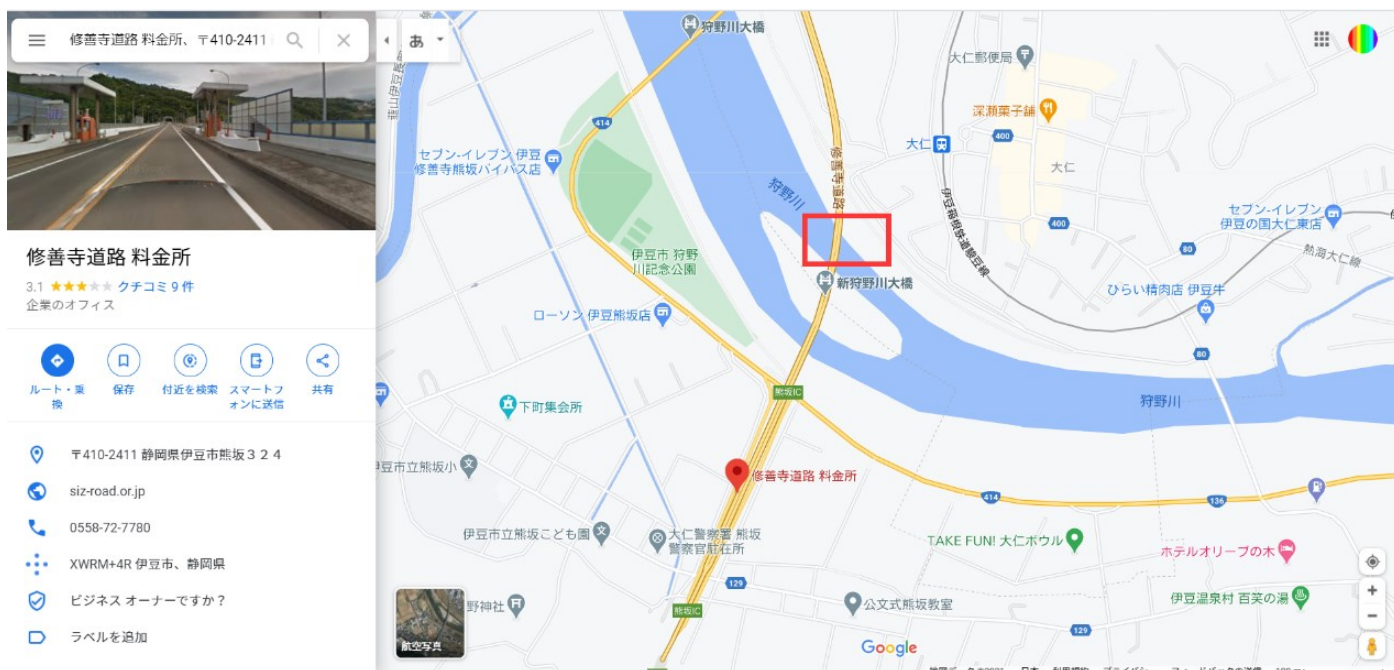 修善寺道路 料金所、〒410-2411
あ
修善寺道路 料金所
3.1
クチコミ 9 件
企業のオフィス
ルート・乗
換
保存
付近を検索
スマートフ
ォンに送信
共有
〒410-2411 静岡県伊豆市熊坂３２４
siz-road.or.jp
0558-72-7780
XWRM+4R 伊豆市、静岡県
ビジネス オーナーですか？
ラベルを追加
狩野川大橋
大仁郵便局
深瀬菓子舗
414
400
大仁
大仁
セブン-イレブン 伊豆
修善寺熊坂バイパス店
修善寺道路
狩野川
伊豆箱根鉄道駿豆線
セブン-イレブン
伊豆の国大仁東店
400
80
熱海大仁線
伊豆市 狩野
川記念公園
新狩野川大橋
ひらい精肉店 伊豆牛
ローソン 伊豆熊坂店
80
熊坂IC
狩野川
下町集会所
伊豆市立熊坂小
修善寺道路 料金所
414
136
伊豆市立熊坂こども園
大仁警察署 熊坂
警察官駐在所
TAKE FUN! 大仁ボウル
ホテルオリーブの木
129
伊豆温泉村 百笑の湯
野神社
熊坂IC
公文式熊坂教室
129
航空写真
Google